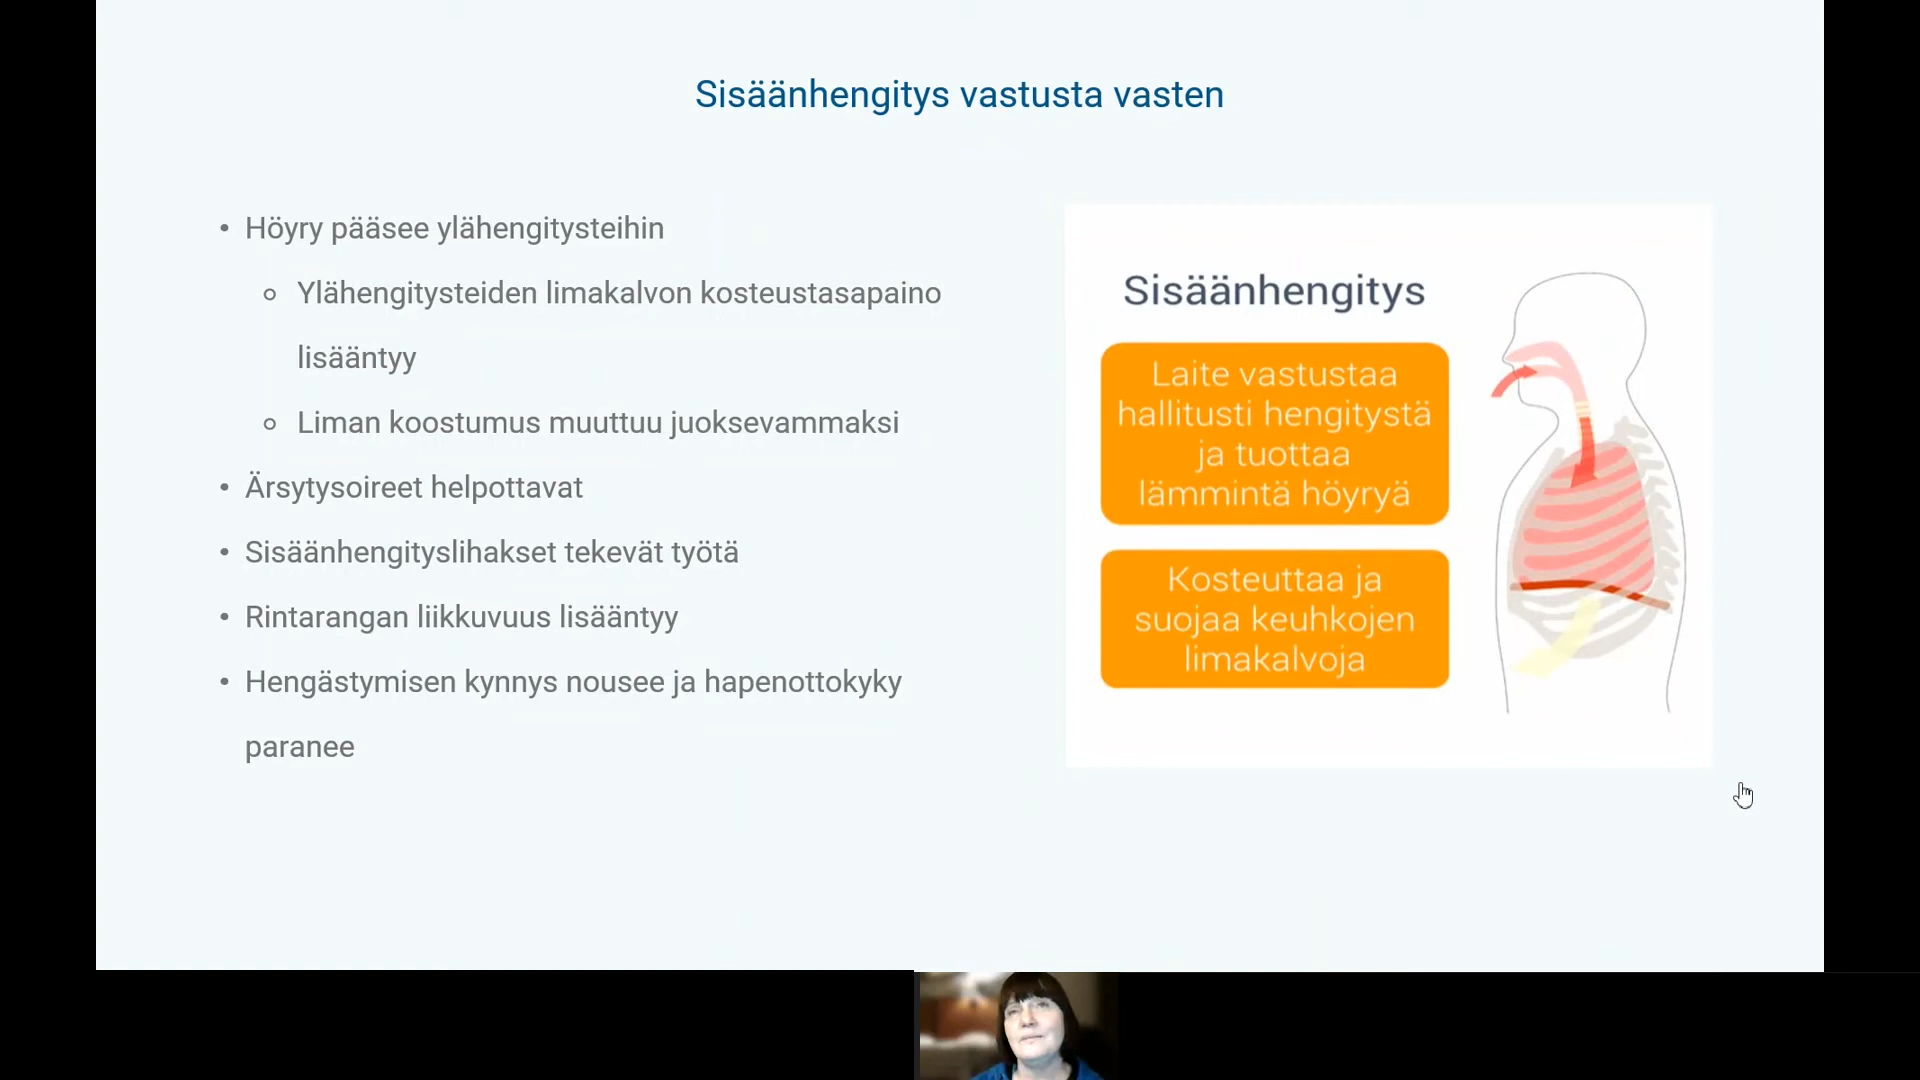 Sisäänhengitys vastusta vasten
• Höyry pääsee ylähengitysteihin
○ Ylähengitysteiden limakalvon kosteustasapaino
lisääntyy
○ Liman koostumus muuttuu juoksevammaksi
• Ärsytysoireet helpottavat
• Sisäänhengityslihakset tekevät työtä
• Rintarangan liikkuvuus lisääntyy
• Hengästymisen kynnys nousee ja hapenottokyky
paranee
Sisäänhengitys
Laite vastustaa
hallitusti hengitystä
ja tuottaa
lämmintä höyryä
Kosteuttaa ja
suojaa keuhkojen
limakalvoja